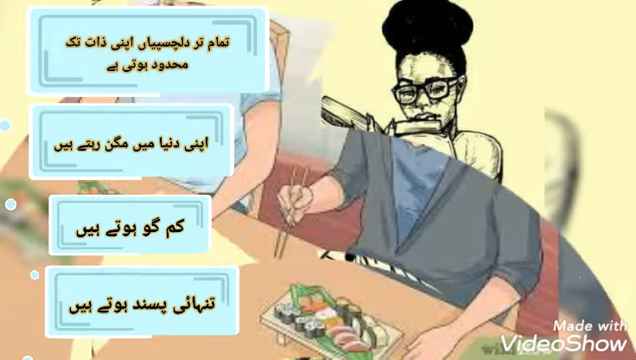 تمام تر دلچسپیاں اپنی ذات تک
محدود ہوتی ہے
اپنی دنیا میں مگن رہتے ہیں
کم گو ہوتے ہیں
تنہائی پسند ہوتے ہیں
Made with
VideoShow